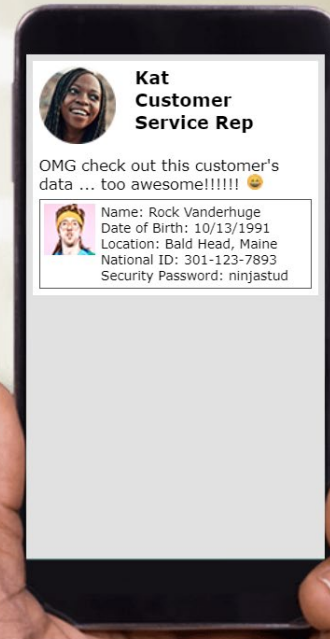 Kat
Customer
Service Rep
OMG check out this customer's
data ... too awesome!!!!!! 😀
Name: Rock Vanderhuge
Date of Birth: 10/13/1991
Location: Bald Head, Maine
National ID: 301-123-7893
Security Password: ninjastud